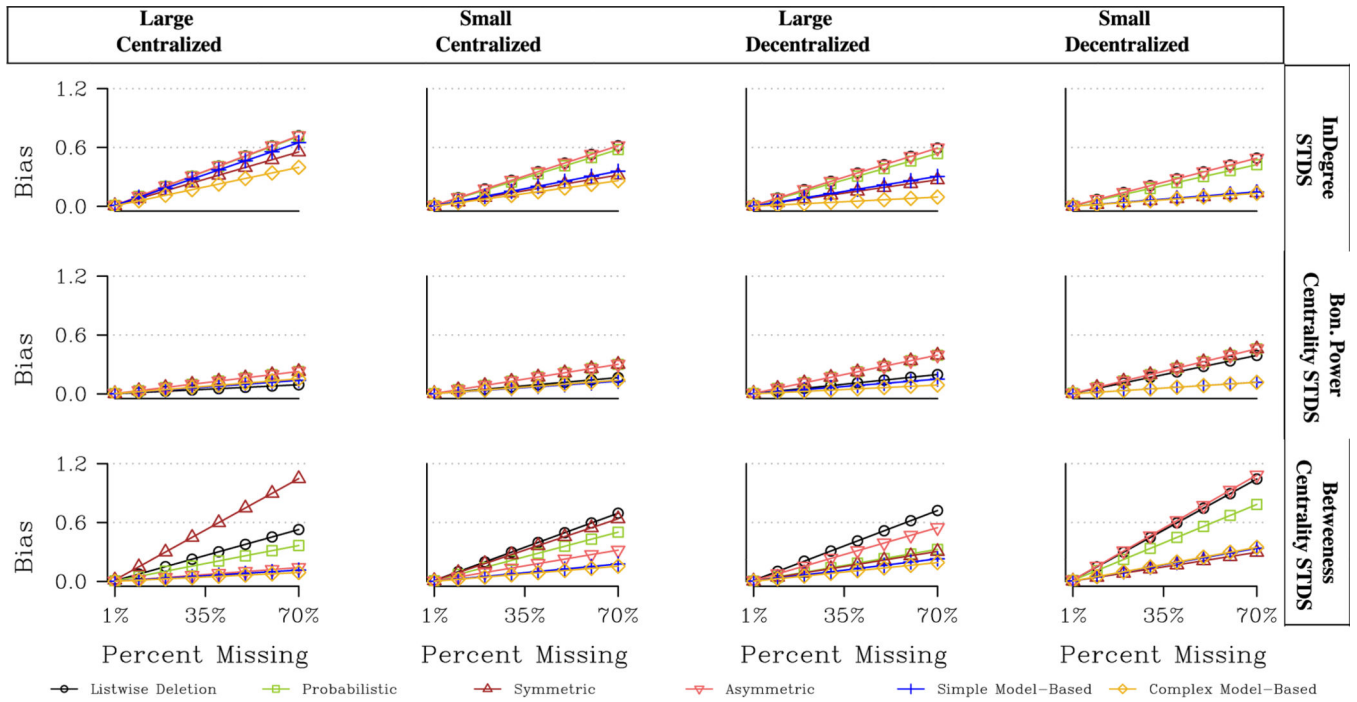 Large
Centralized
Small
Centralized
Large
Decentralized
Small
Decentralized
1.2
0.6
0.0
Bias
InDegree
STDS
1.2
0.6
0.0
Bias
Bon. Power
Centrality STDS
1.2
0.6
0.0
Bias
Betweeness
Centrality STDS
1% 35% 70% 1% 35% 70% 1% 35% 70% 1% 35% 70%
Percent Missing Percent Missing Percent Missing Percent Missing
Listwise Deletion Probabilistic Symmetric Asymmetric Simple Model-Based Complex Model-Based